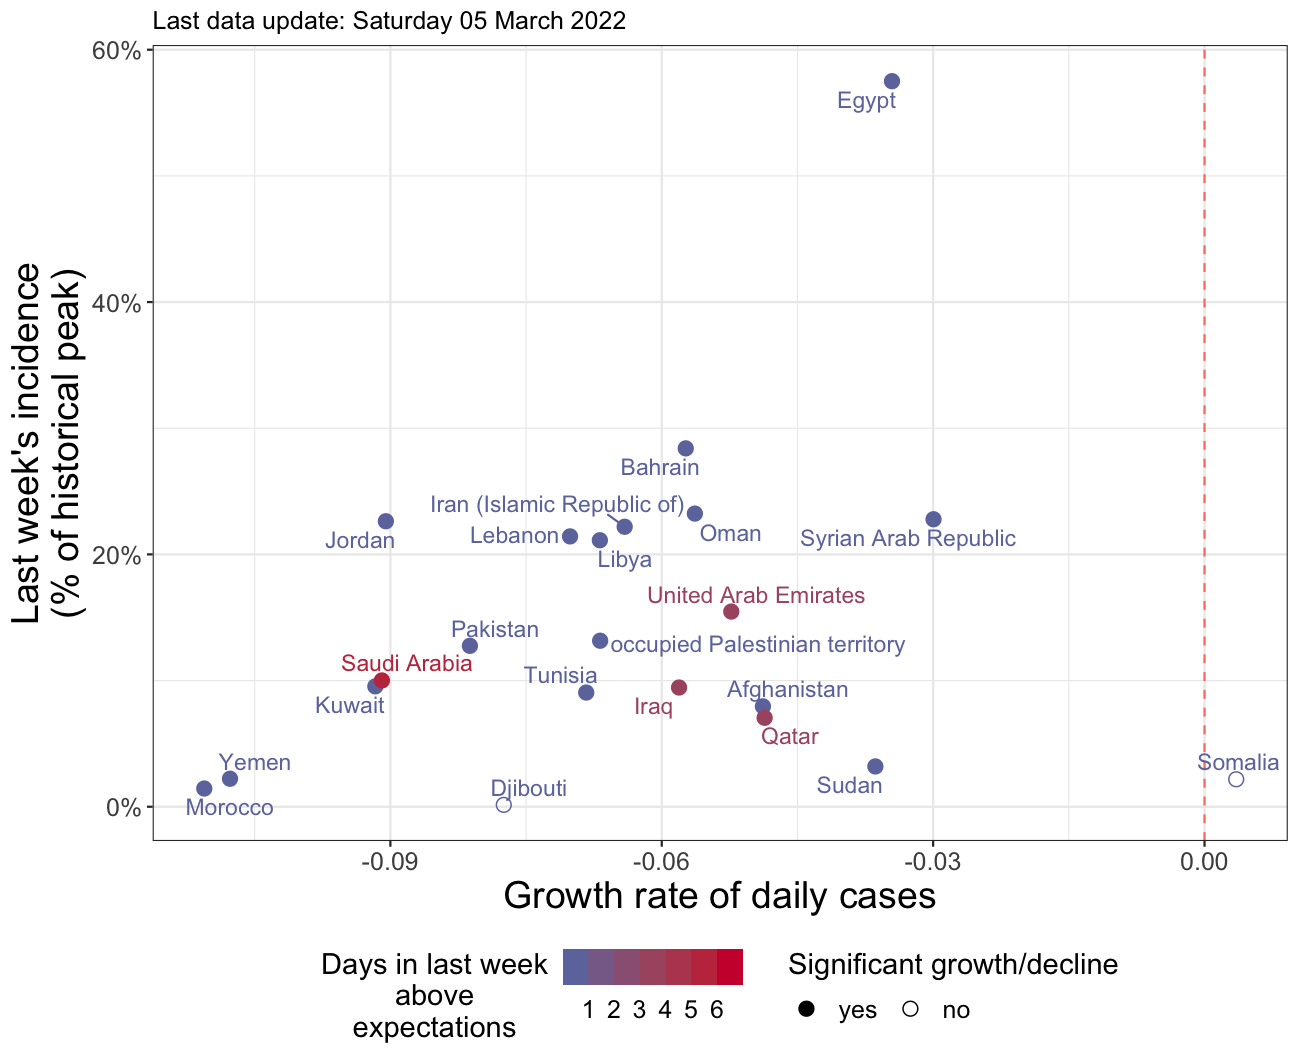 Last data update: Saturday 05 March 2022
60%
40%
20%
0%
Last week's incidence
(% of historical peak)
Egypt
Bahrain
Iran (Islamic Republic of)
Jordan
Lebanon
Libya
Oman
Syrian Arab Republic
United Arab Emirates
Pakistan
occupied Palestinian territory
Saudi Arabia
Kuwait
Tunisia
Iraq
Afghanistan
Qatar
Yemen
Morocco
Djibouti
Sudan
Somalia
-0.09 -0.06 -0.03 0.00
Growth rate of daily cases
Days in last week
above
expectations
1 2 3 4 5 6
Significant growth/decline
yes no